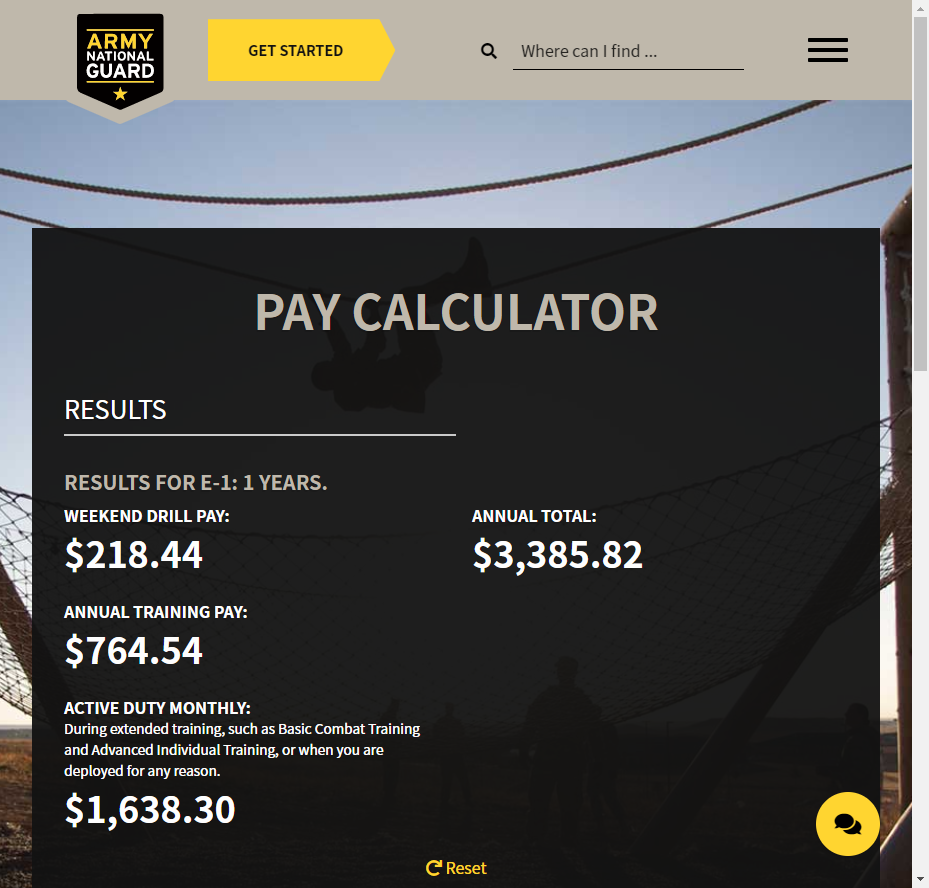 ARMY
NATIONAL
GUARD
GET STARTED
Where can I find ...
PAY CALCULATOR
RESULTS
RESULTS FOR E-1: 1 YEARS.
WEEKEND DRILL PAY:
$218.44
ANNUAL TOTAL:
$3,385.82
ANNUAL TRAINING PAY:
$764.54
ACTIVE DUTY MONTHLY:
During extended training, such as Basic Combat Training
and Advanced Individual Training, or when you are
deployed for any reason.
$1,638.30
Reset